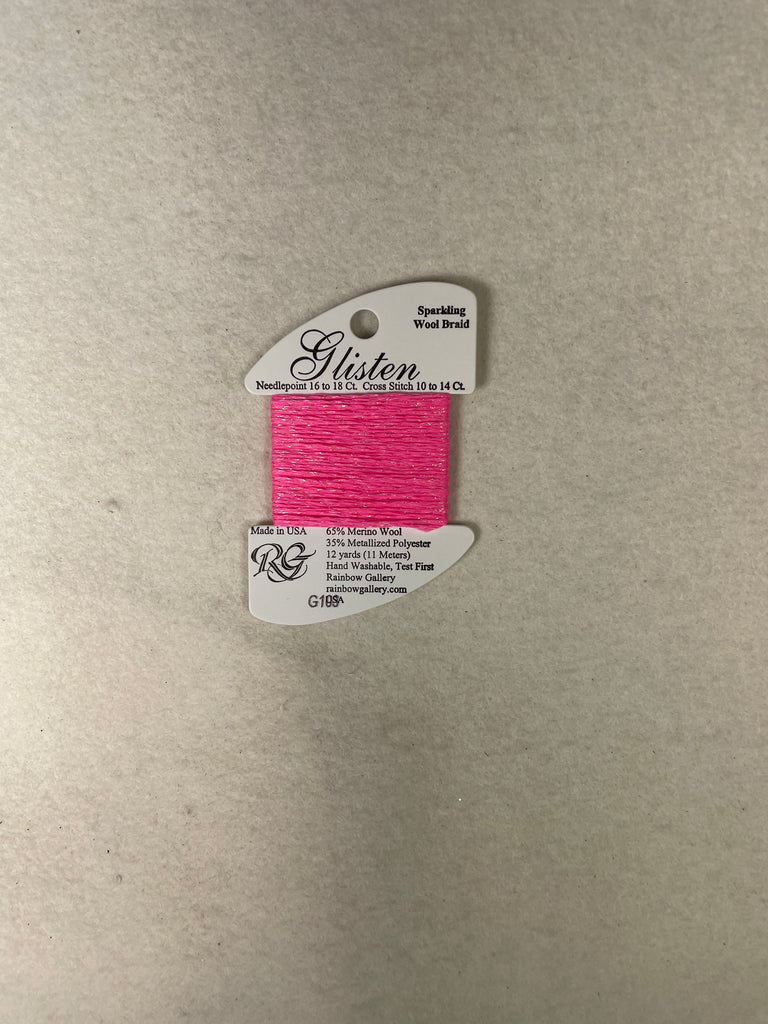 Sparkling
Wool Braid
Glisten
Needlepoint 16 to 18 Ct. Cross Stitch 10 to 14 Ct.
Made in USA
RG
65% Merino Wool
35% Metallized Polyester
12 yards (11 Meters)
Hand Washable, Test First
Rainbow Gallery
rainbowgallery.com
USA